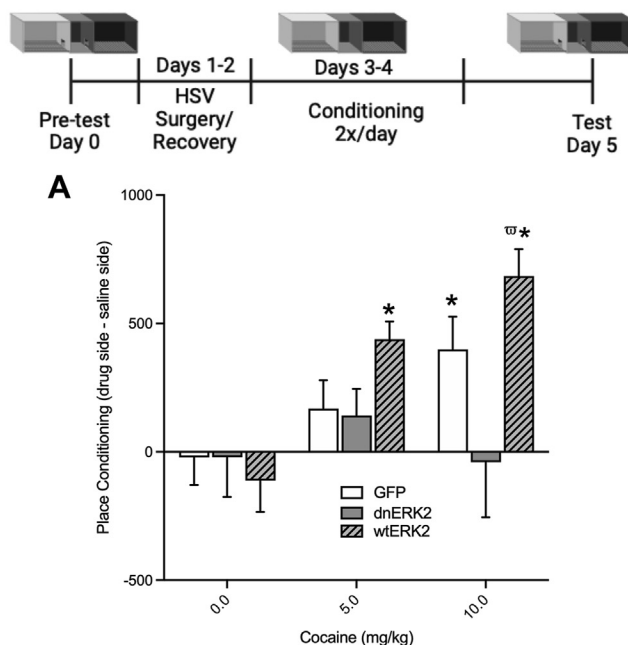 Days 1-2
Days 3-4
HSV
Surgery/
Recovery
Pre-test
Day 0
Conditioning
2x/day
Test
Day 5
A
1000
ϖ*
*
*
500
0
-500
Place Conditioning (drug side - saline side)
GFP
dnERK2
wtERK2
0.0
5.0
10.0
Cocaine (mg/kg)